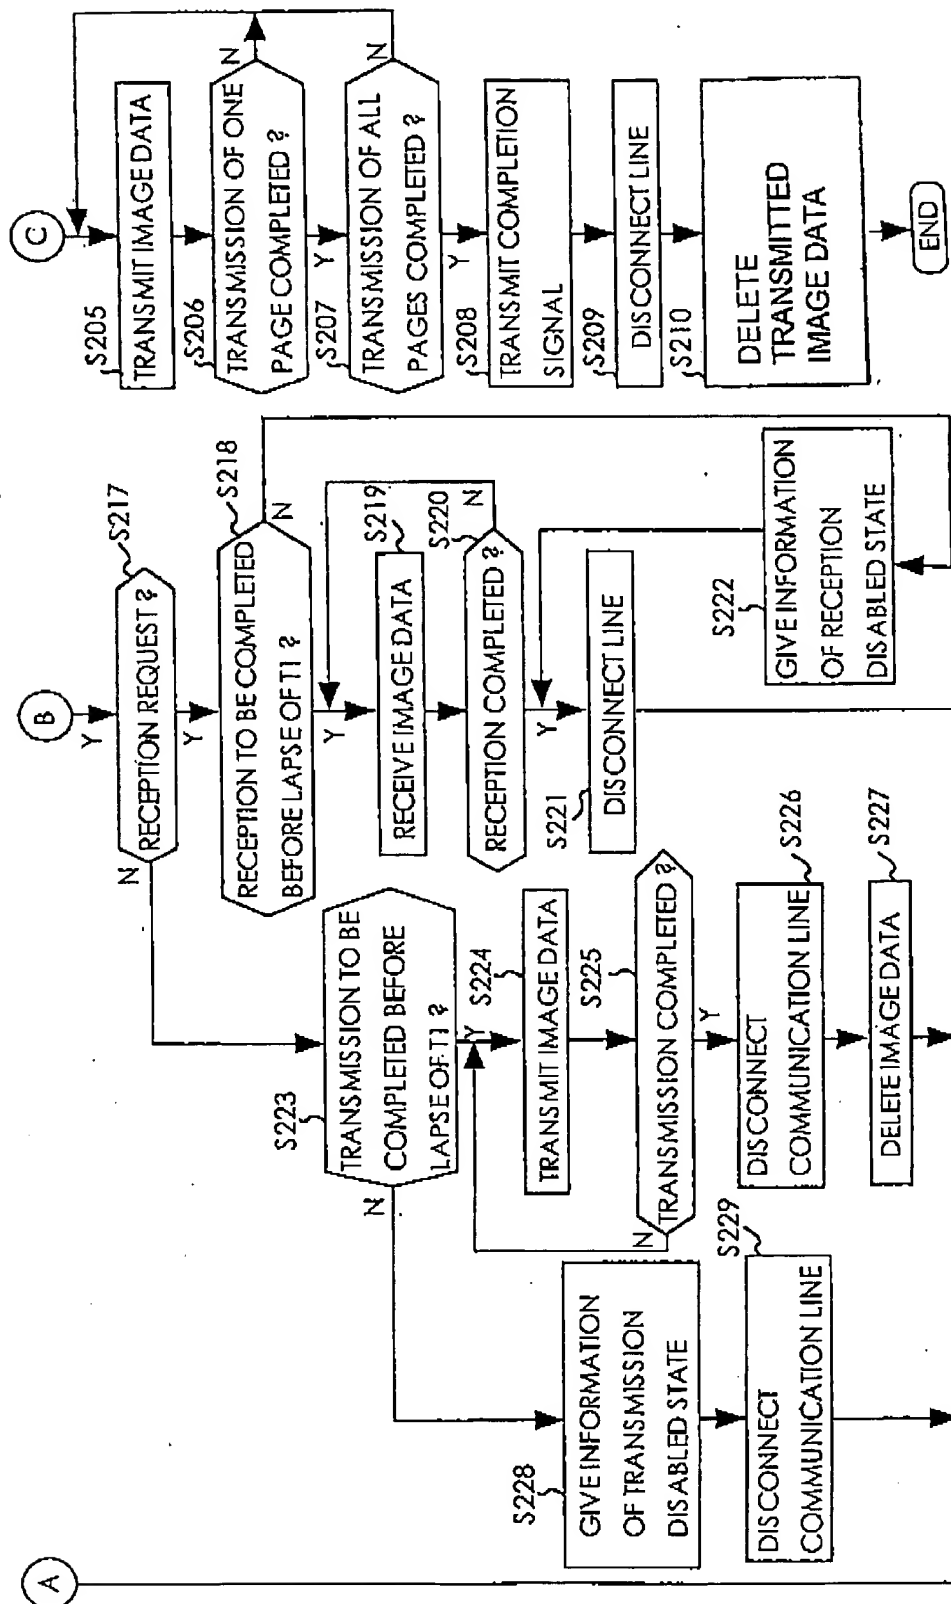 A
S228
GIVE INFORMATION
OF TRANSMISSION
DISABLED STATE
S229
DISCONNECT
COMMUNICATION LINE
B
Y
S217
RECEPTION REQUEST ?
N
Y
S218
RECEPTION TO BE COMPLETED
BEFORE LAPSE OF T1 ?
N
Y
S219
RECEIVE IMAGE DATA
S220
RECEPTION COMPLETED ?
N
Y
S221
DISCONNECT LINE
S222
GIVE INFORMATION
OF RECEPTION
DISABLED STATE
S223
TRANSMISSION TO BE
COMPLETED BEFORE
LAPSE OF T1 ?
N
Y
S224
TRANSMIT IMAGE DATA
S225
TRANSMISSION COMPLETED ?
N
Y
S226
DISCONNECT
COMMUNICATION LINE
S227
DELETE IMAGE DATA
C
S205
TRANSMIT IMAGE DATA
S206
TRANSMISSION OF ONE
PAGE COMPLETED ?
N
Y
S207
TRANSMISSION OF ALL
PAGES COMPLETED ?
N
Y
S208
TRANSMIT COMPLETION
SIGNAL
S209
DISCONNECT LINE
S210
DELETE
TRANSMITTED
IMAGE DATA
END